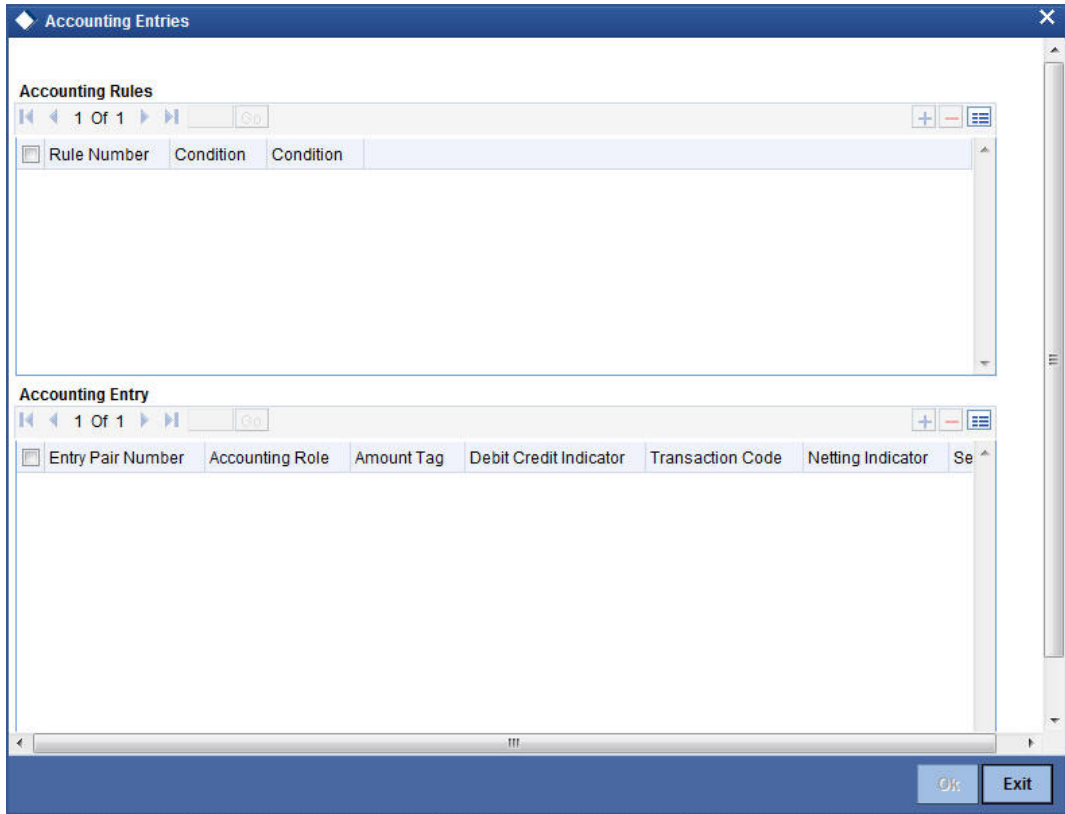 Accounting Entries
Accounting Rules
1 Of 1 Go
Rule Number Condition Condition
Accounting Entry
1 Of 1 Go
Entry Pair Number Accounting Role Amount Tag Debit Credit Indicator Transaction Code Netting Indicator Se
Ok Exit